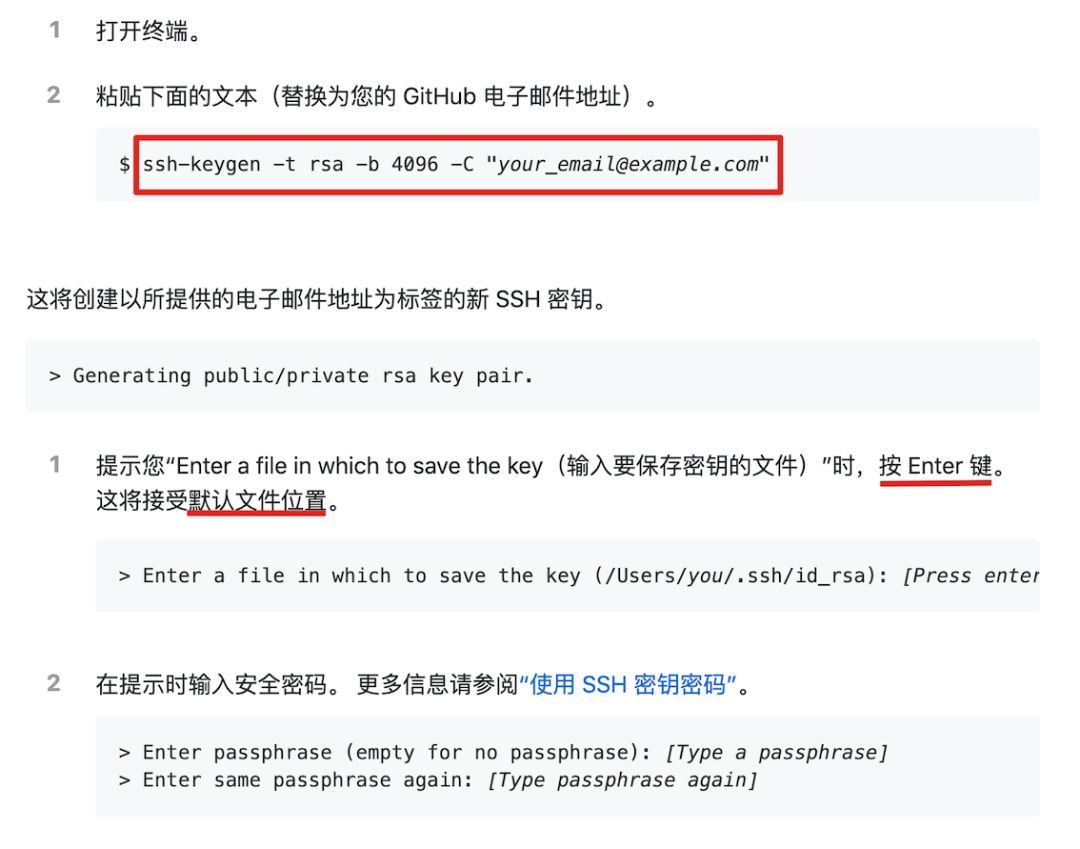 1 打开终端。
2 粘贴下面的文本（替换为您的 GitHub 电子邮件地址）。
$ ssh-keygen -t rsa -b 4096 -C "your_email@example.com"
这将创建以所提供的电子邮件地址为标签的新 SSH 密钥。
> Generating public/private rsa key pair.
1 提示您“Enter a file in which to save the key（输入要保存密钥的文件）”时，按 Enter 键。
这将接受默认文件位置。
> Enter a file in which to save the key (/Users/you/.ssh/id_rsa): [Press enter
2 在提示时输入安全密码。 更多信息请参阅“使用 SSH 密钥密码”。
> Enter passphrase (empty for no passphrase): [Type a passphrase]
> Enter same passphrase again: [Type passphrase again]